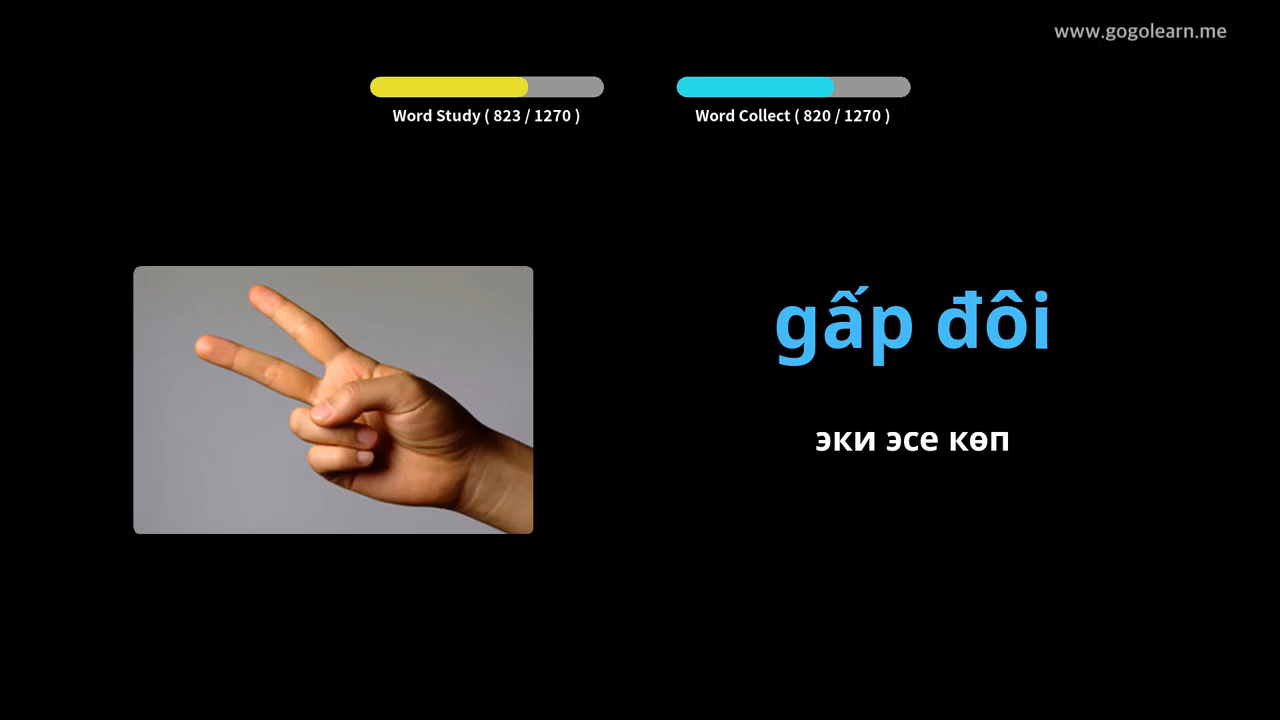 www.gogolearn.me
Word Study ( 823 / 1270 )
Word Collect ( 820 / 1270 )
gấp đôi
эки эсе көп